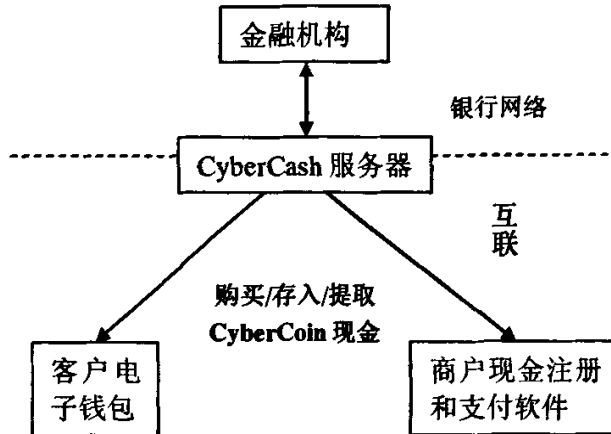 金融机构
银行网络
CyberCash 服务器
互
联
购买/存入/提取
CyberCoin 现金
客户电
子钱包
商户现金注册
和支付软件